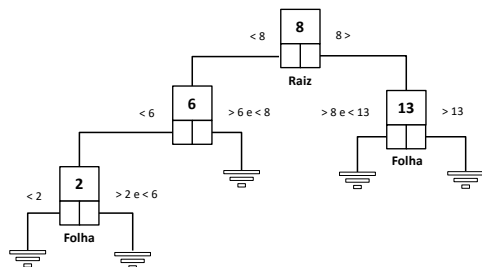 8
< 8
8 >
Raiz
6
< 6
> 6 e < 8
13
> 8 e < 13
> 13
Folha
2
< 2
> 2 e < 6
Folha